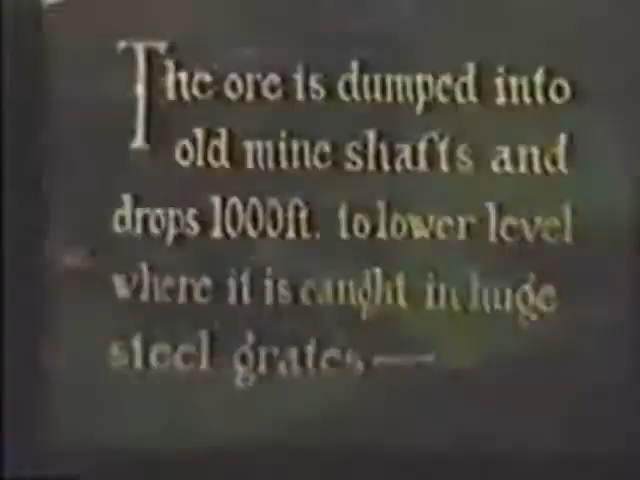 The ore is dumped into
old mine shafts and
drops 1000ft. to lower level
where it is caught in huge
steel grates—